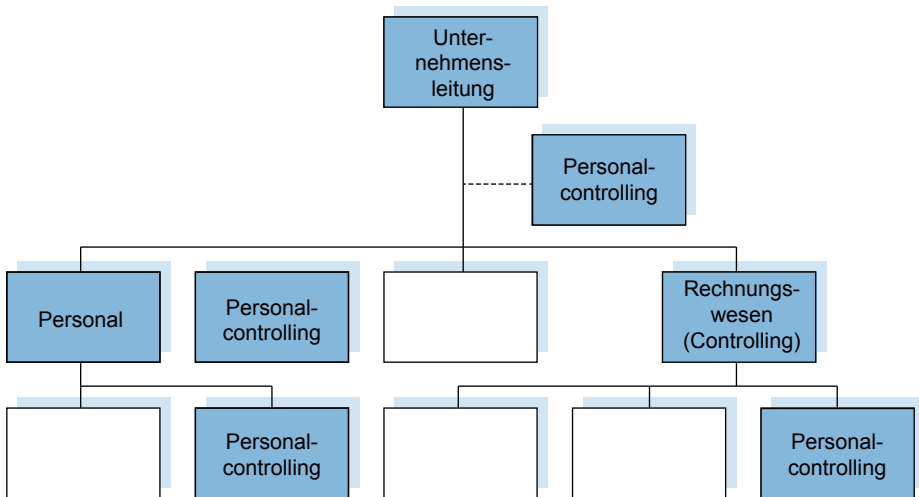 Unter-
nehmens-
leitung
Personal-
controlling
Personal
Personal-
controlling
Rechnungs-
wesen
(Controlling)
Personal-
controlling
Personal-
controlling